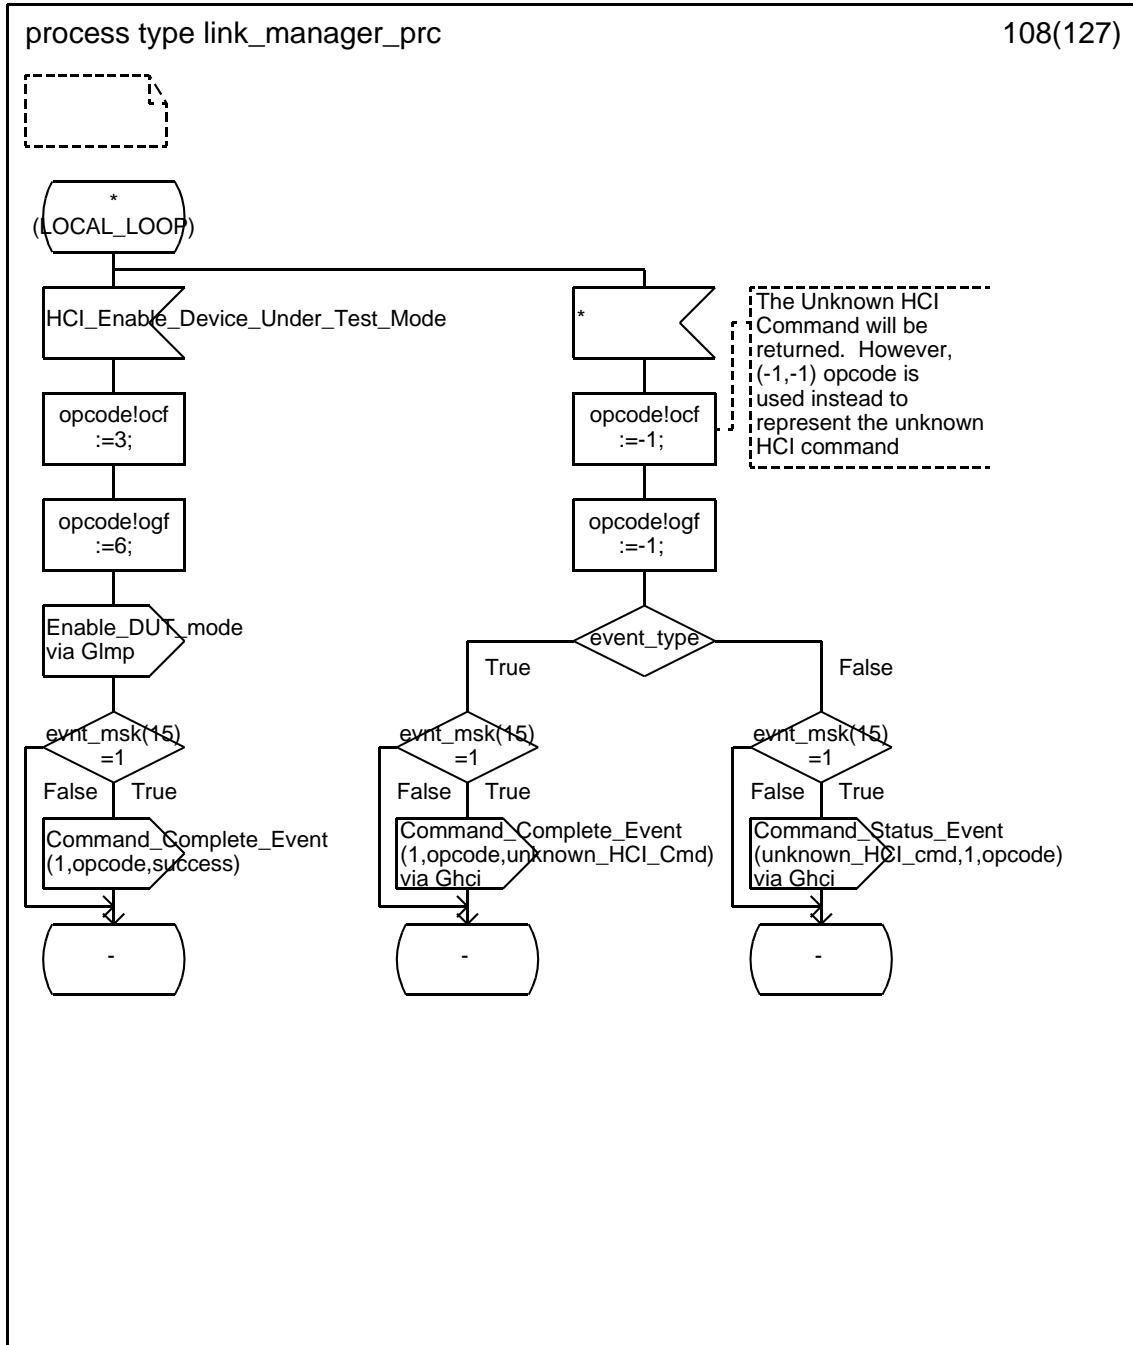 process type link_manager_prc
108(127)
*
(LOCAL_LOOP)
HCI_Enable_Device_Under_Test_Mode
opcode!ocf
:=3;
opcode!ogf
:=6;
Enable_DUT_mode
via Glmp
evnt_msk(15)
=1
False
True
Command_Complete_Event
(1,opcode,success)
-
*
The Unknown HCI
Command will be
returned.  However,
(-1,-1) opcode is
used instead to
represent the unknown
HCI command
opcode!ocf
:=-1;
opcode!ogf
:=-1;
event_type
True
False
evnt_msk(15)
=1
False
True
Command_Complete_Event
(1,opcode,unknown_HCI_Cmd)
via Ghci
-
evnt_msk(15)
=1
False
True
Command_Status_Event
(unknown_HCI_cmd,1,opcode)
via Ghci
-